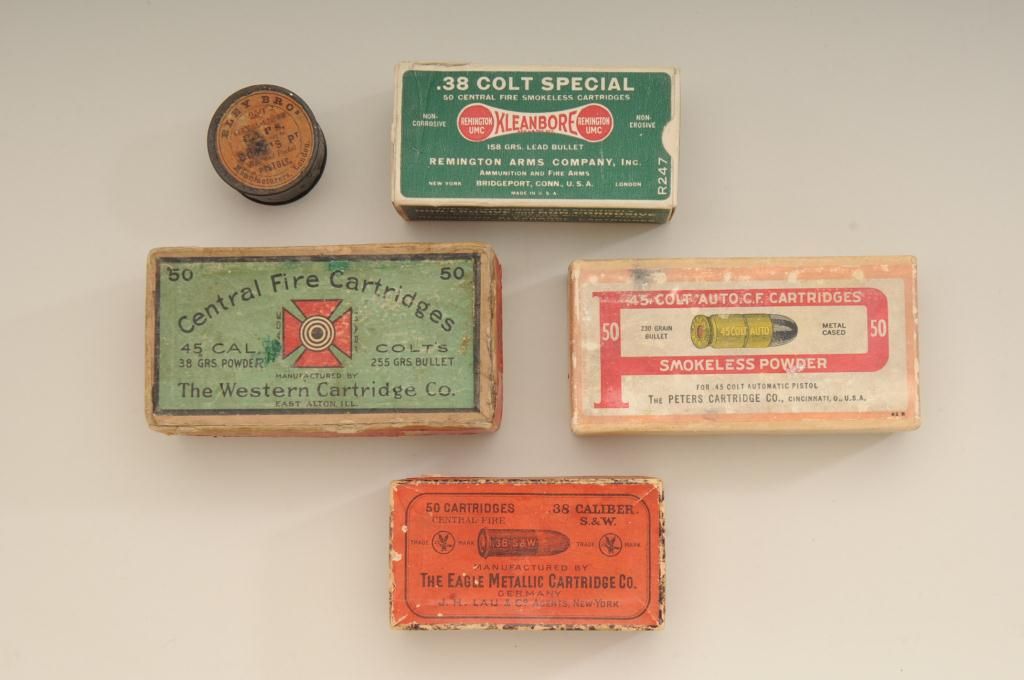 ELEY BROS
PISTOLS.
Manufacturers, London.
.38 COLT SPECIAL
50 CENTRAL FIRE SMOKELESS CARTRIDGES
NON-CORROSIVE
REMINGTON UMC
KLEANBORE
REMINGTON UMC
NON-EROSIVE
158 GRS. LEAD BULLET
REMINGTON ARMS COMPANY, INC.
AMMUNITION AND FIRE ARMS
NEW YORK BRIDGEPORT, CONN., U.S.A. LONDON
MADE IN U.S.A.
R247
50 50
Central Fire Cartridges
45 CAL. COLT'S
38 GRS POWDER 255 GRS BULLET
MANUFACTURED BY
The Western Cartridge Co.
EAST ALTON, ILL.
.45 COLT AUTO. C.F. CARTRIDGES
50 50
230 GRAIN BULLET
45 COLT AUTO
METAL CASED
SMOKELESS POWDER
FOR .45 COLT AUTOMATIC PISTOL
THE PETERS CARTRIDGE CO., CINCINNATI, O., U.S.A.
50 CARTRIDGES 38 CALIBER.
CENTRAL-FIRE S.&W.
TRADE MARK .38 S&W TRADE MARK
MANUFACTURED BY
THE EAGLE METALLIC CARTRIDGE CO.
GERMANY
J. H. LAU & Co AGENTS, NEW-YORK